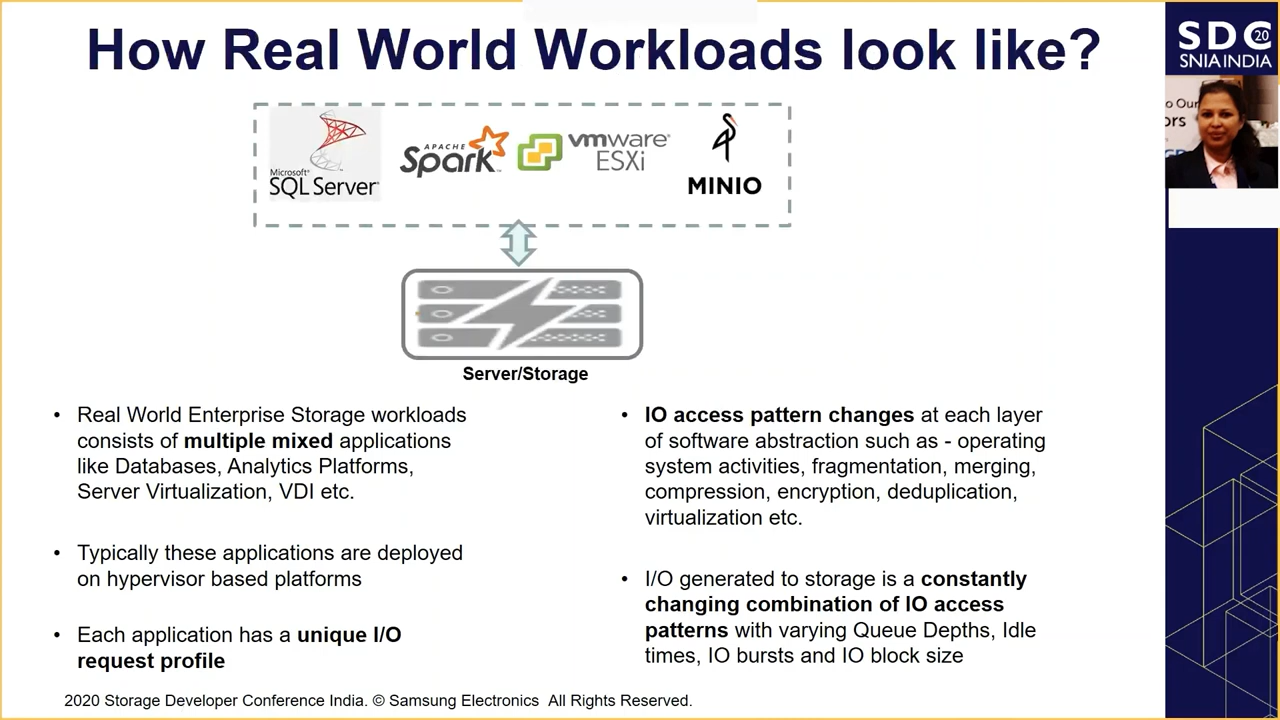 How Real World Workloads look like?
SDC 20
SNIA INDIA
o Our
ors
Microsoft®
SQL Server®
APACHE
Spark™
vmware®
ESXi
MINIO
Server/Storage
• Real World Enterprise Storage workloads
consists of multiple mixed applications
like Databases, Analytics Platforms,
Server Virtualization, VDI etc.
• Typically these applications are deployed
on hypervisor based platforms
• Each application has a unique I/O
request profile
• IO access pattern changes at each layer
of software abstraction such as - operating
system activities, fragmentation, merging,
compression, encryption, deduplication,
virtualization etc.
• I/O generated to storage is a constantly
changing combination of IO access
patterns with varying Queue Depths, Idle
times, IO bursts and IO block size
2020 Storage Developer Conference India. © Samsung Electronics All Rights Reserved.